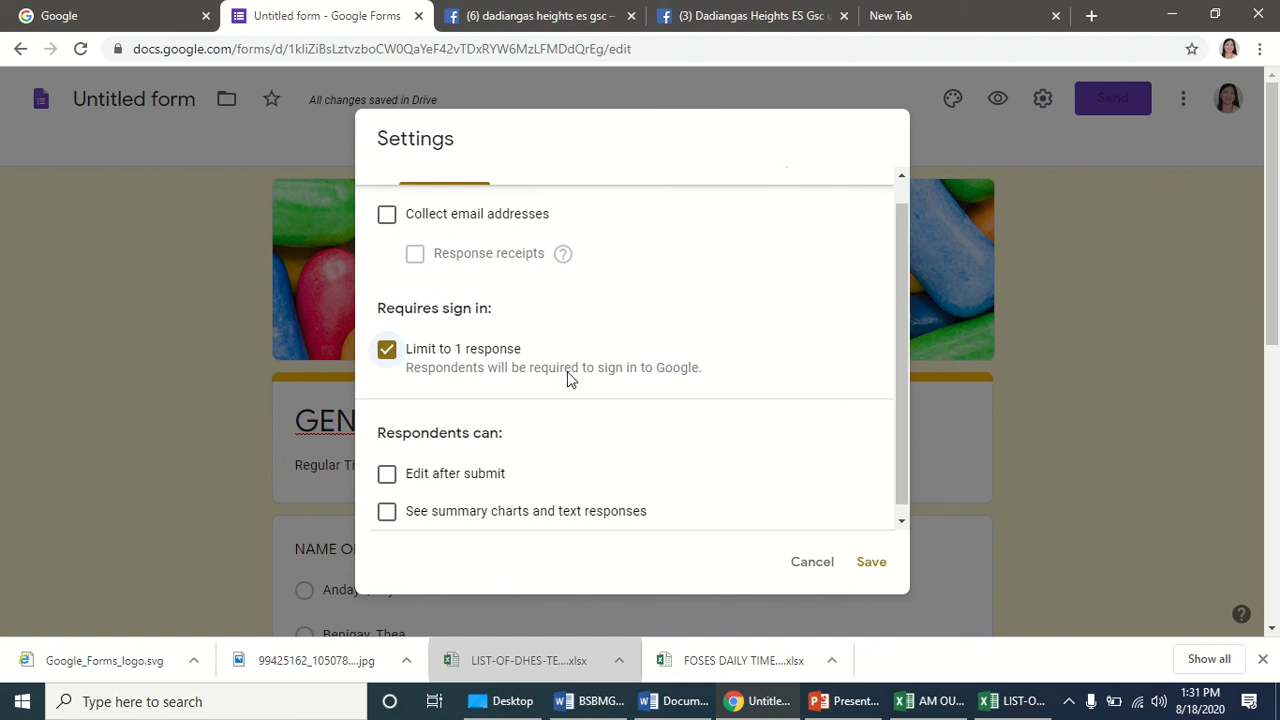 Google
Untitled form - Google Forms
(6) dadiangas heights es gsc –
(3) Dadiangas Heights ES Gsc u
New Tab
docs.google.com/forms/d/1kliZiBsLztvzboCW0QaYeF42vTDxRYW6MzLFMDdQrEg/edit
Untitled form
All changes saved in Drive
Send
Settings
Collect email addresses
Response receipts
Requires sign in:
Limit to 1 response
Respondents will be required to sign in to Google.
GEN
Respondents can:
Regular Ti
Edit after submit
See summary charts and text responses
NAME O
Cancel
Save
Anday
Benigay, Thea
Google_Forms_logo.svg
99425162_105078....jpg
LIST-OF-DHES-TE....xlsx
FOSES DAILY TIME....xlsx
Show all
Type here to search
Desktop
BSBMG...
Docum...
Untitle...
Present...
AM OU...
LIST-O...
1:31 PM
8/18/2020